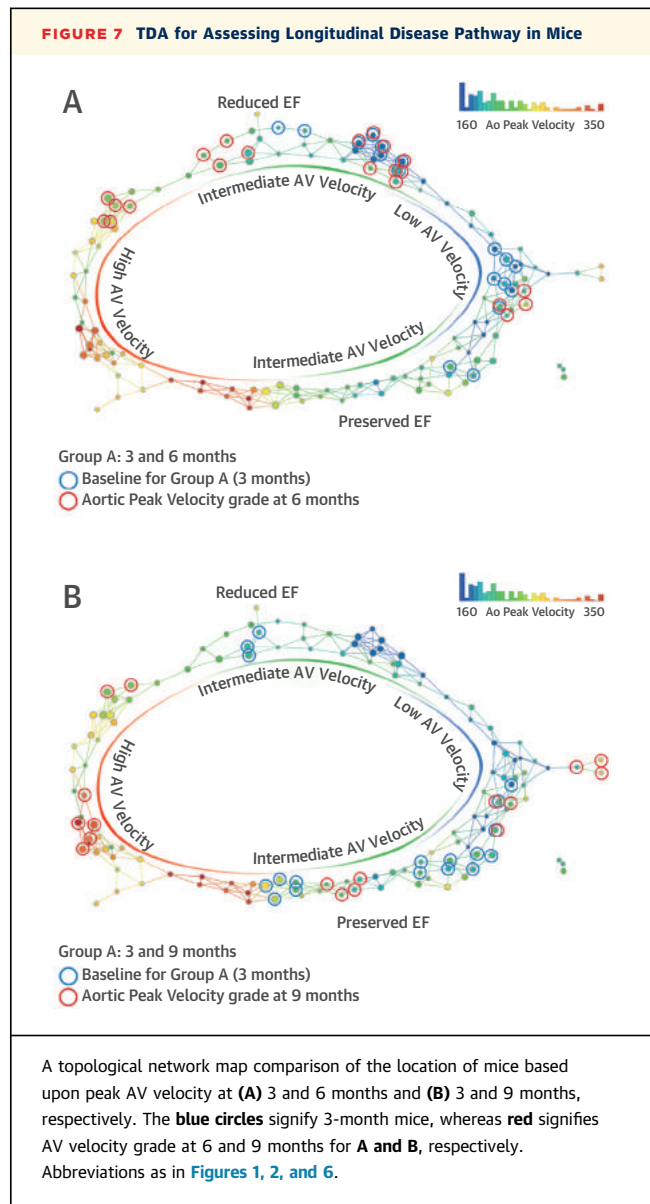 FIGURE 7 TDA for Assessing Longitudinal Disease Pathway in Mice
A
Reduced EF
160 Ao Peak Velocity 350
Intermediate AV Velocity
Low AV Velocity
High AV Velocity
Intermediate AV Velocity
Preserved EF
Group A: 3 and 6 months
Baseline for Group A (3 months)
Aortic Peak Velocity grade at 6 months
B
Reduced EF
160 Ao Peak Velocity 350
Intermediate AV Velocity
Low AV Velocity
High AV Velocity
Intermediate AV Velocity
Preserved EF
Group A: 3 and 9 months
Baseline for Group A (3 months)
Aortic Peak Velocity grade at 9 months
A topological network map comparison of the location of mice based
upon peak AV velocity at (A) 3 and 6 months and (B) 3 and 9 months,
respectively. The blue circles signify 3-month mice, whereas red signifies
AV velocity grade at 6 and 9 months for A and B, respectively.
Abbreviations as in Figures 1, 2, and 6.